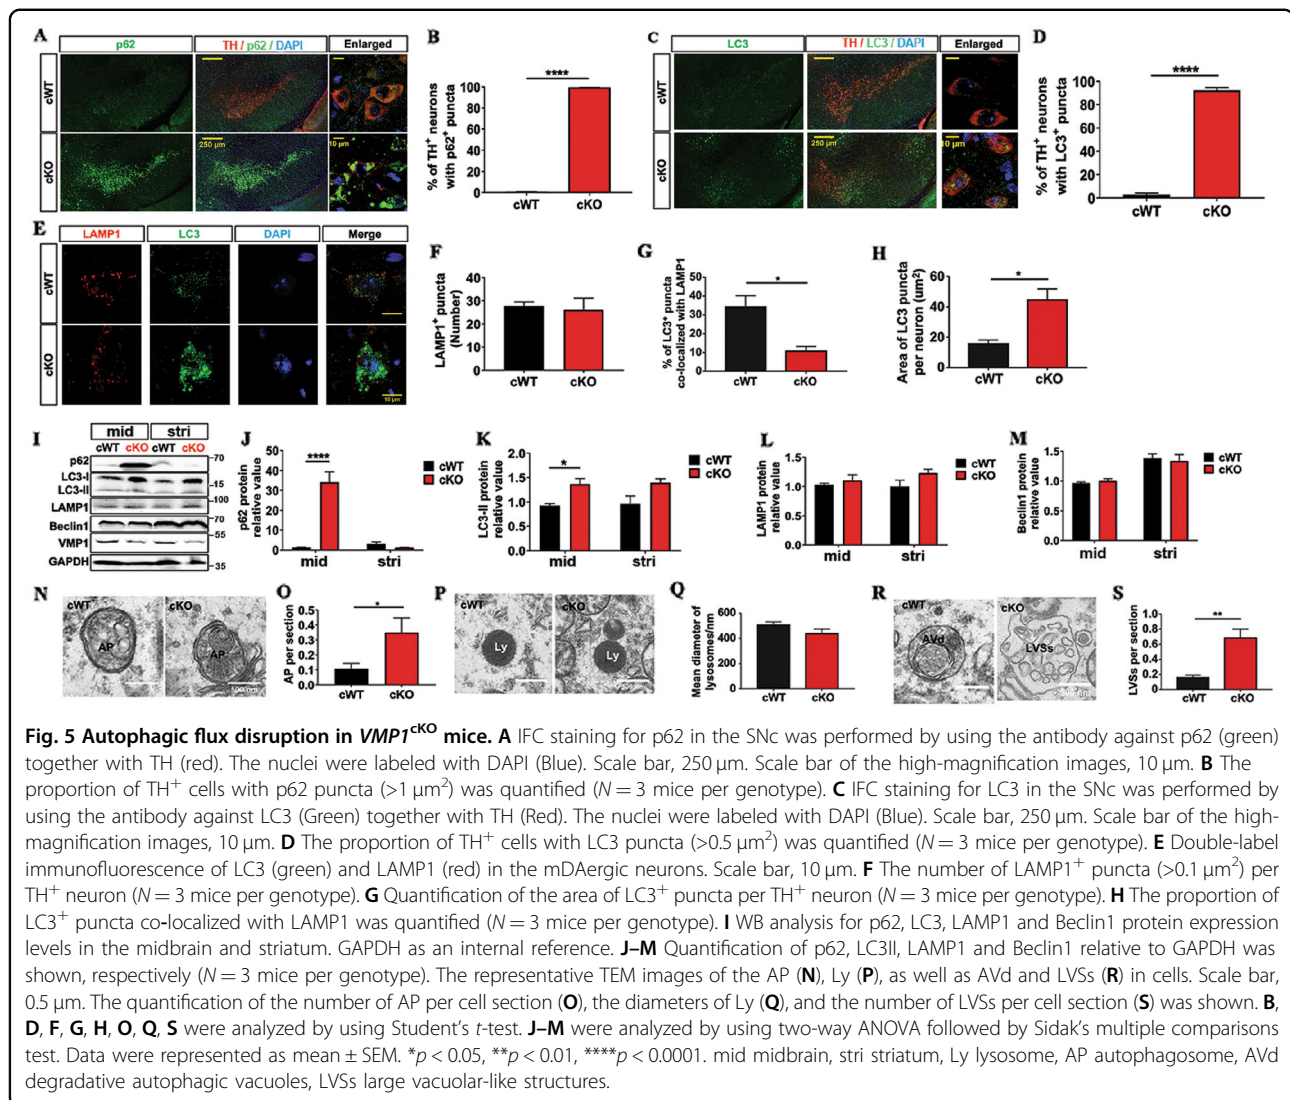 A
p62
TH / p62 / DAPI
Enlarged
cWT
cKO
250 µm
10 µm
B
% of TH⁺ neurons
with p62⁺ puncta
100
80
60
40
20
0
****
cWT
cKO
C
LC3
TH / LC3 / DAPI
Enlarged
cWT
cKO
250 µm
10 µm
D
% of TH⁺ neurons
with LC3⁺ puncta
100
80
60
40
20
0
****
cWT
cKO
E
LAMP1
LC3
DAPI
Merge
cWT
cKO
10 µm
F
LAMP1⁺ puncta
(Number)
40
30
20
10
0
cWT
cKO
G
% of LC3⁺ puncta
co-localized with LAMP1
50
40
30
20
10
0
*
cWT
cKO
H
Area of LC3 puncta
per neuron (um²)
60
40
20
0
*
cWT
cKO
I
mid
stri
cWT cKO cWT cKO
p62
LC3-I
LC3-II
LAMP1
Beclin1
VMP1
GAPDH
70
15
100
70
55
35
J
p62 protein
relative value
50
40
30
20
10
0
****
mid
stri
cWT
cKO
K
LC3-II protein
relative value
2.0
1.5
1.0
0.5
0.0
*
mid
stri
cWT
cKO
L
LAMP1 protein
relative value
1.5
1.0
0.5
0.0
mid
stri
cWT
cKO
M
Beclin1 protein
relative value
1.5
1.0
0.5
0.0
mid
stri
cWT
cKO
N
cWT
AP
cKO
AP
500 nm
O
AP per section
0.5
0.4
0.3
0.2
0.1
0.0
*
cWT
cKO
P
cWT
Ly
cKO
Ly
500 nm
Q
Mean diameter of
lysosomes/nm
600
400
200
0
cWT
cKO
R
cWT
AVd
cKO
LVSs
500 nm
S
LVSs per section
1.0
0.8
0.6
0.4
0.2
0.0
**
cWT
cKO
Fig. 5 Autophagic flux disruption in VMP1ᶜᴷᴼ mice. A IFC staining for p62 in the SNc was performed by using the antibody against p62 (green)
together with TH (red). The nuclei were labeled with DAPI (Blue). Scale bar, 250 µm. Scale bar of the high-magnification images, 10 µm. B The
proportion of TH⁺ cells with p62 puncta (>1 µm²) was quantified (N = 3 mice per genotype). C IFC staining for LC3 in the SNc was performed by
using the antibody against LC3 (Green) together with TH (Red). The nuclei were labeled with DAPI (Blue). Scale bar, 250 µm. Scale bar of the high-
magnification images, 10 µm. D The proportion of TH⁺ cells with LC3 puncta (>0.5 µm²) was quantified (N = 3 mice per genotype). E Double-label
immunofluorescence of LC3 (green) and LAMP1 (red) in the mDAergic neurons. Scale bar, 10 µm. F The number of LAMP1⁺ puncta (>0.1 µm²) per
TH⁺ neuron (N = 3 mice per genotype). G Quantification of the area of LC3⁺ puncta per TH⁺ neuron (N = 3 mice per genotype). H The proportion of
LC3⁺ puncta co-localized with LAMP1 was quantified (N = 3 mice per genotype). I WB analysis for p62, LC3, LAMP1 and Beclin1 protein expression
levels in the midbrain and striatum. GAPDH as an internal reference. J–M Quantification of p62, LC3II, LAMP1 and Beclin1 relative to GAPDH was
shown, respectively (N = 3 mice per genotype). The representative TEM images of the AP (N), Ly (P), as well as AVd and LVSs (R) in cells. Scale bar,
0.5 µm. The quantification of the number of AP per cell section (O), the diameters of Ly (Q), and the number of LVSs per cell section (S) was shown. B,
D, F, G, H, O, Q, S were analyzed by using Student's t-test. J–M were analyzed by using two-way ANOVA followed by Sidak's multiple comparisons
test. Data were represented as mean ± SEM. *p < 0.05, **p < 0.01, ****p < 0.0001. mid midbrain, stri striatum, Ly lysosome, AP autophagosome, AVd
degradative autophagic vacuoles, LVSs large vacuolar-like structures.